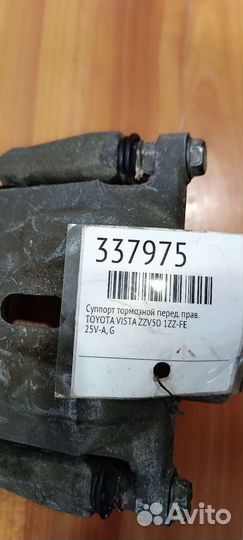 337975
Суппорт тормозной перед. прав.
TOYOTA VISTA ZZV50 1ZZ-FE
25V-A, G
Avito